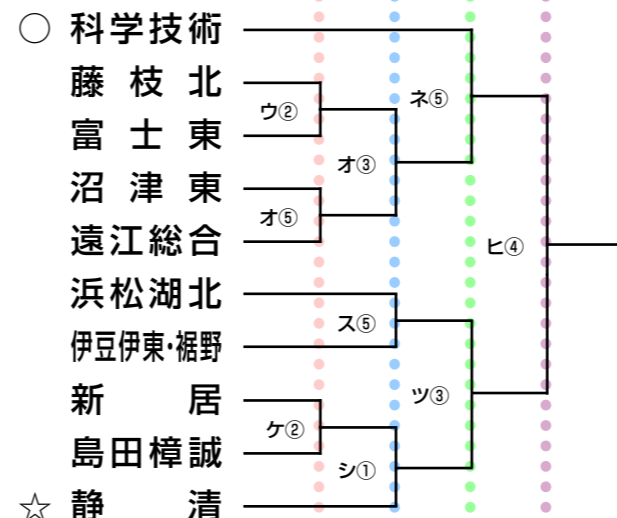 ○ 科学技術
藤枝北
富士東
沼津東
遠江総合
浜松湖北
伊豆伊東・裾野
新居
島田樟誠
☆ 静清
ウ②
オ⑤
ケ②
オ③
ス⑤
シ①
ネ⑤
ツ③
ヒ④